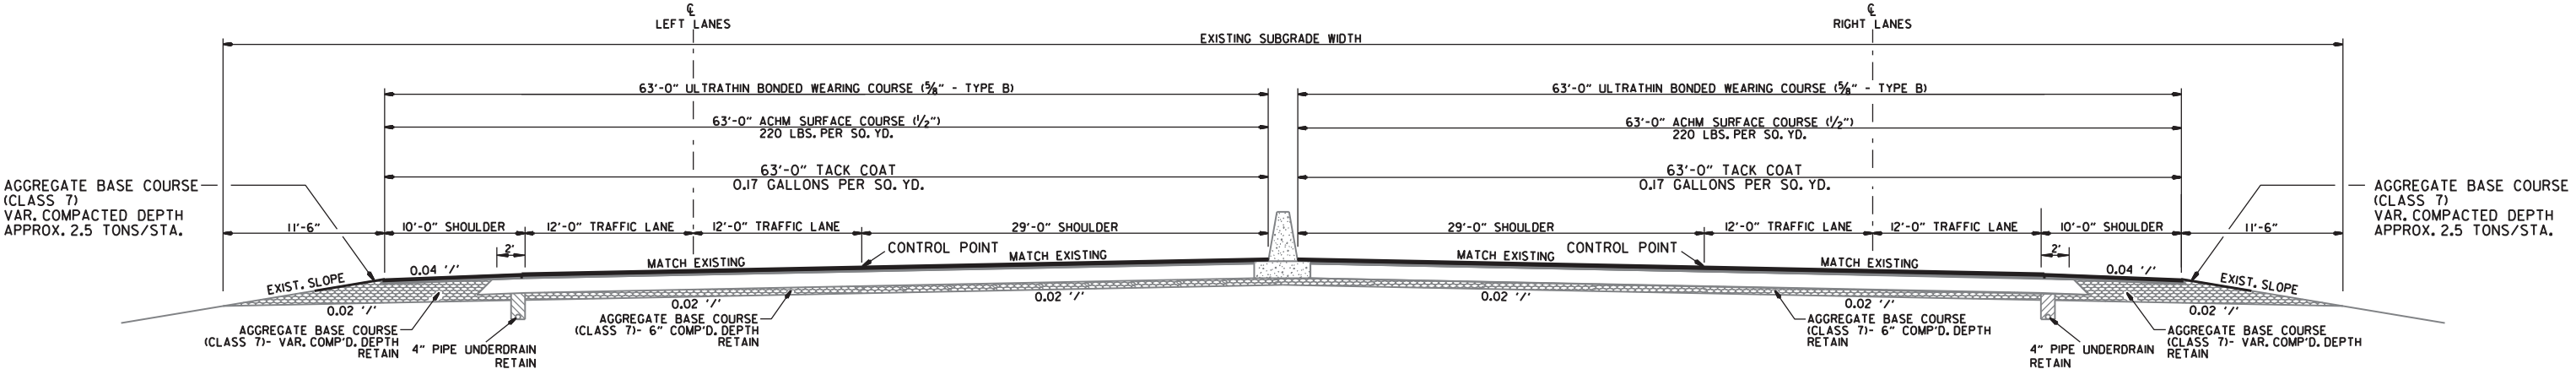 ℄
LEFT LANES
℄
RIGHT LANES
EXISTING SUBGRADE WIDTH
63'-0" ULTRATHIN BONDED WEARING COURSE (⅝" - TYPE B)
63'-0" ULTRATHIN BONDED WEARING COURSE (⅝" - TYPE B)
63'-0" ACHM SURFACE COURSE (½")
220 LBS. PER SQ. YD.
63'-0" ACHM SURFACE COURSE (½")
220 LBS. PER SQ. YD.
63'-0" TACK COAT
0.17 GALLONS PER SQ. YD.
63'-0" TACK COAT
0.17 GALLONS PER SQ. YD.
AGGREGATE BASE COURSE
(CLASS 7)
VAR. COMPACTED DEPTH
APPROX. 2.5 TONS/STA.
AGGREGATE BASE COURSE
(CLASS 7)
VAR. COMPACTED DEPTH
APPROX. 2.5 TONS/STA.
11'-6"
10'-0" SHOULDER
12'-0" TRAFFIC LANE
12'-0" TRAFFIC LANE
29'-0" SHOULDER
29'-0" SHOULDER
12'-0" TRAFFIC LANE
12'-0" TRAFFIC LANE
10'-0" SHOULDER
11'-6"
2'
CONTROL POINT
CONTROL POINT
2'
MATCH EXISTING
MATCH EXISTING
MATCH EXISTING
MATCH EXISTING
EXIST. SLOPE
0.04 '/'
0.04 '/'
EXIST. SLOPE
0.02 '/'
0.02 '/'
0.02 '/'
0.02 '/'
0.02 '/'
0.02 '/'
AGGREGATE BASE COURSE
(CLASS 7)- VAR. COMP'D. DEPTH
RETAIN
4" PIPE UNDERDRAIN
RETAIN
AGGREGATE BASE COURSE
(CLASS 7)- 6" COMP'D. DEPTH
RETAIN
AGGREGATE BASE COURSE
(CLASS 7)- 6" COMP'D. DEPTH
RETAIN
4" PIPE UNDERDRAIN
RETAIN
AGGREGATE BASE COURSE
(CLASS 7)- VAR. COMP'D. DEPTH
RETAIN